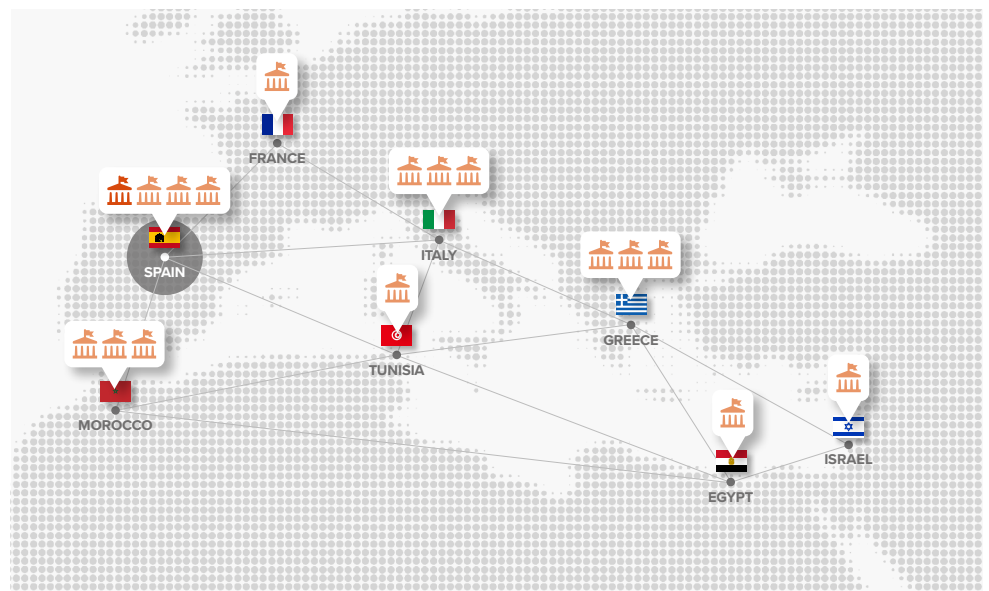 FRANCE
ITALY
SPAIN
GREECE
TUNISIA
MOROCCO
ISRAEL
EGYPT